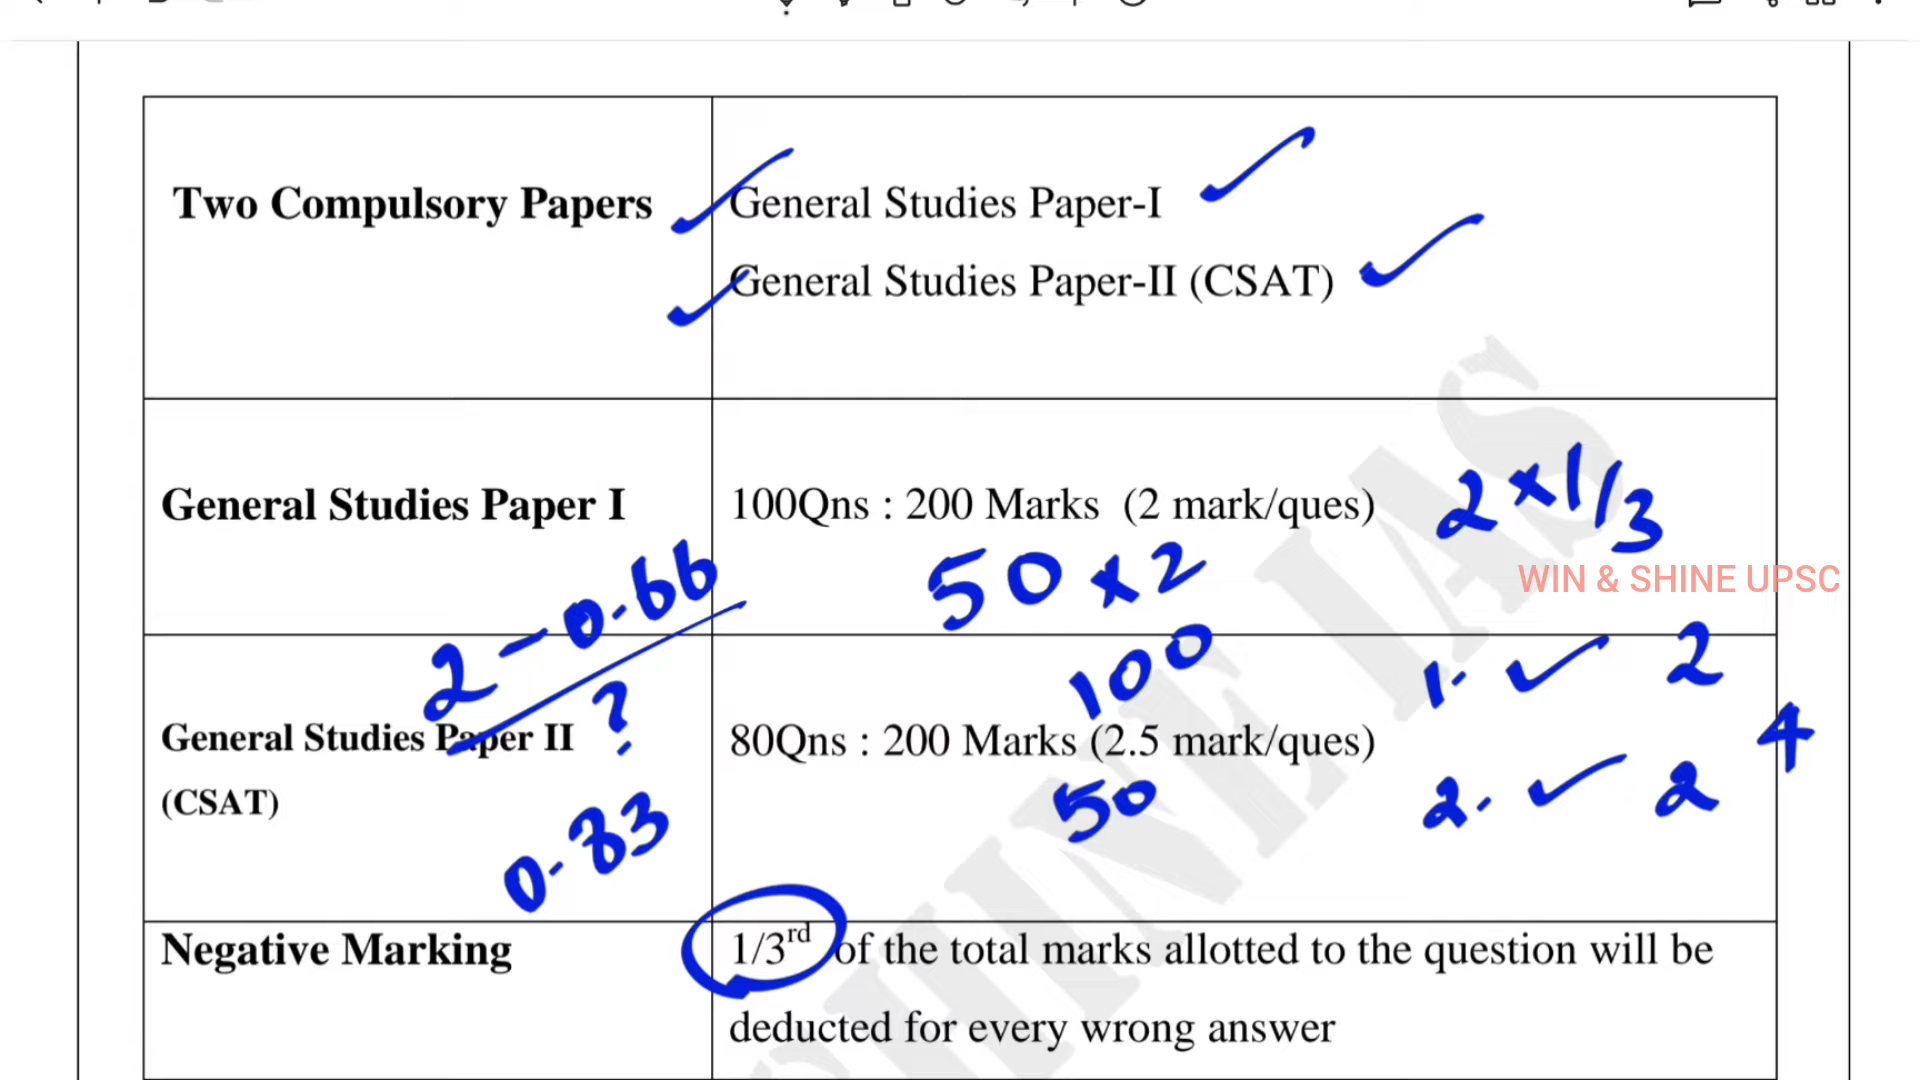 Two Compulsory Papers
General Studies Paper-I
General Studies Paper-II (CSAT)
General Studies Paper I
100Qns : 200 Marks (2 mark/ques)
2 × 1/3
50 × 2
WIN & SHINE UPSC
2 - 0.66
100
1. ✓ 2
General Studies Paper II
(CSAT)
?
80Qns : 200 Marks (2.5 mark/ques)
4
50
2. ✓ 2
0.83
Negative Marking
1/3rd of the total marks allotted to the question will be
deducted for every wrong answer
SHINE IAS